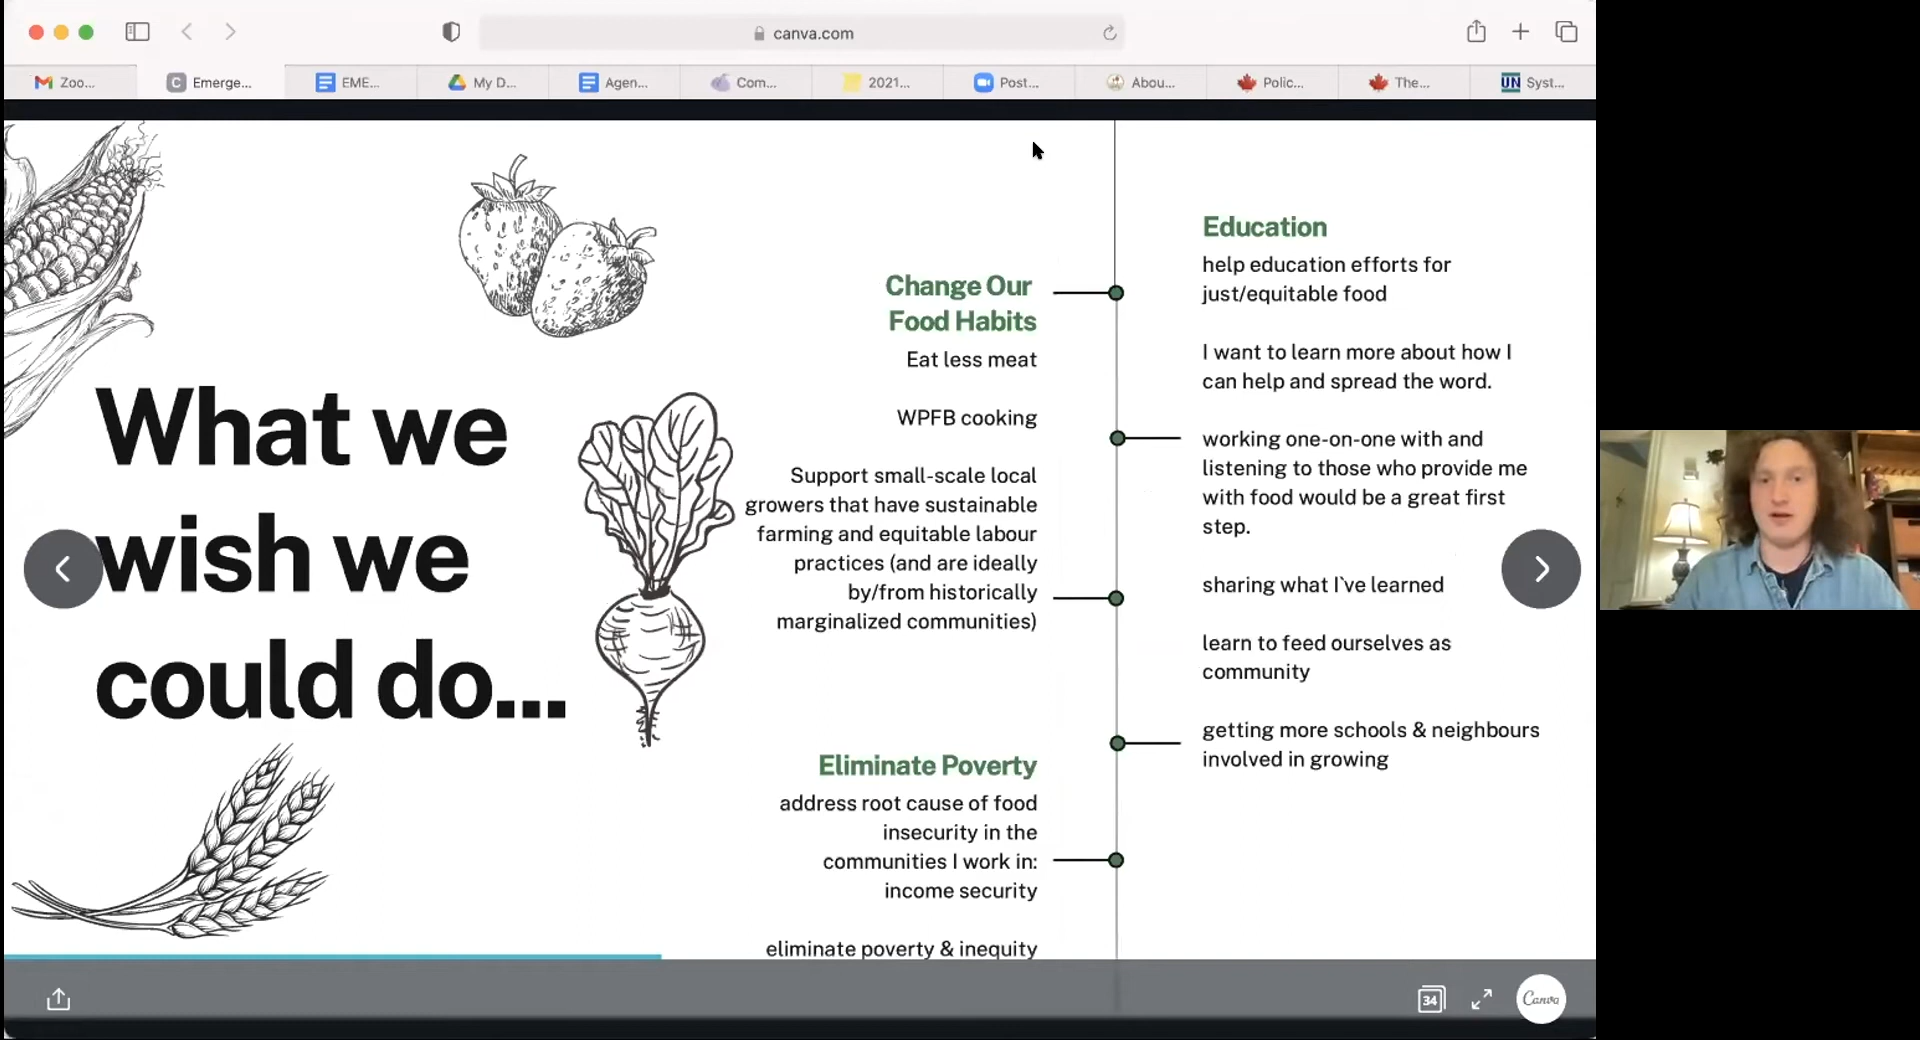 canva.com
Zoo...
Emerge...
EME...
My D...
Agen...
Com...
2021...
Post...
Abou...
Polic...
The...
UN Syst...
What we
wish we
could do...
Change Our
Food Habits
Eat less meat
WPFB cooking
Support small-scale local
growers that have sustainable
farming and equitable labour
practices (and are ideally
by/from historically
marginalized communities)
Eliminate Poverty
address root cause of food
insecurity in the
communities I work in:
income security
eliminate poverty & inequity
Education
help education efforts for
just/equitable food
I want to learn more about how I
can help and spread the word.
working one-on-one with and
listening to those who provide me
with food would be a great first
step.
sharing what I`ve learned
learn to feed ourselves as
community
getting more schools & neighbours
involved in growing
34
Canva